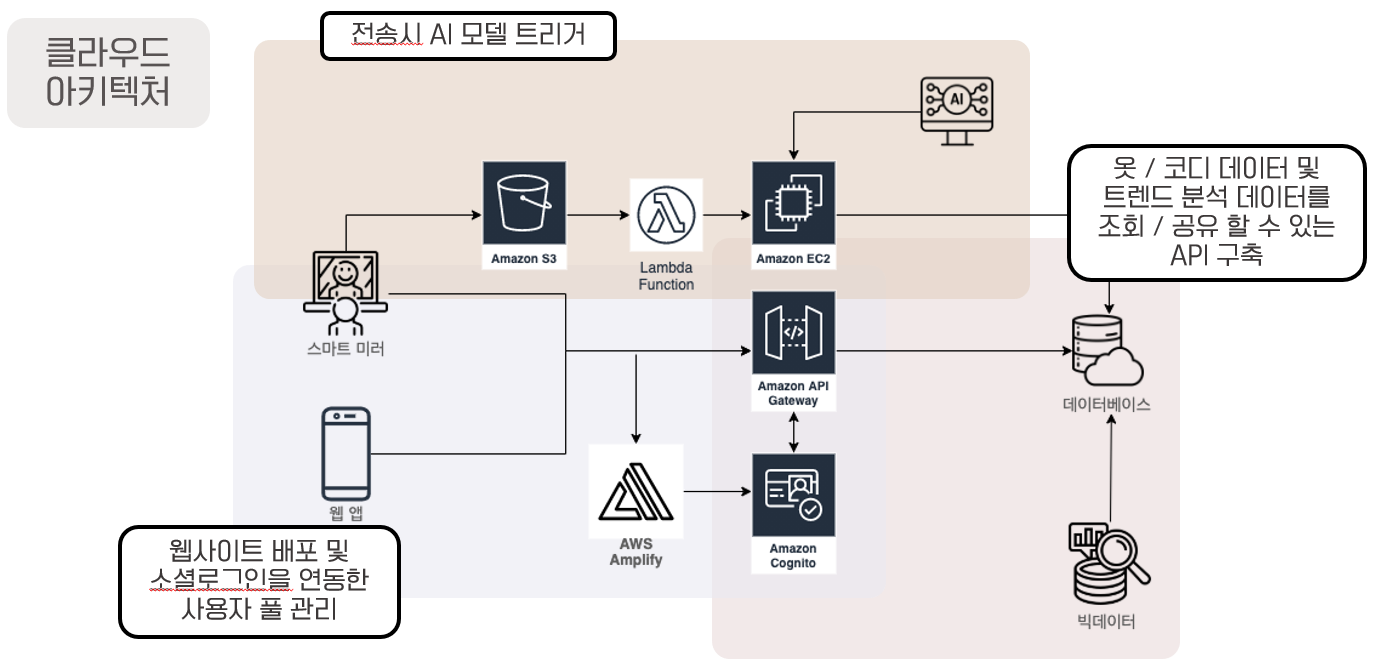 클라우드
아키텍처
전송시 AI 모델 트리거
AI
옷 / 코디 데이터 및
트렌드 분석 데이터를
조회 / 공유 할 수 있는
API 구축
Amazon S3
Lambda
Function
Amazon EC2
스마트 미러
Amazon API
Gateway
데이터베이스
웹 앱
AWS
Amplify
Amazon
Cognito
웹사이트 배포 및
소셜로그인을 연동한
사용자 풀 관리
빅데이터